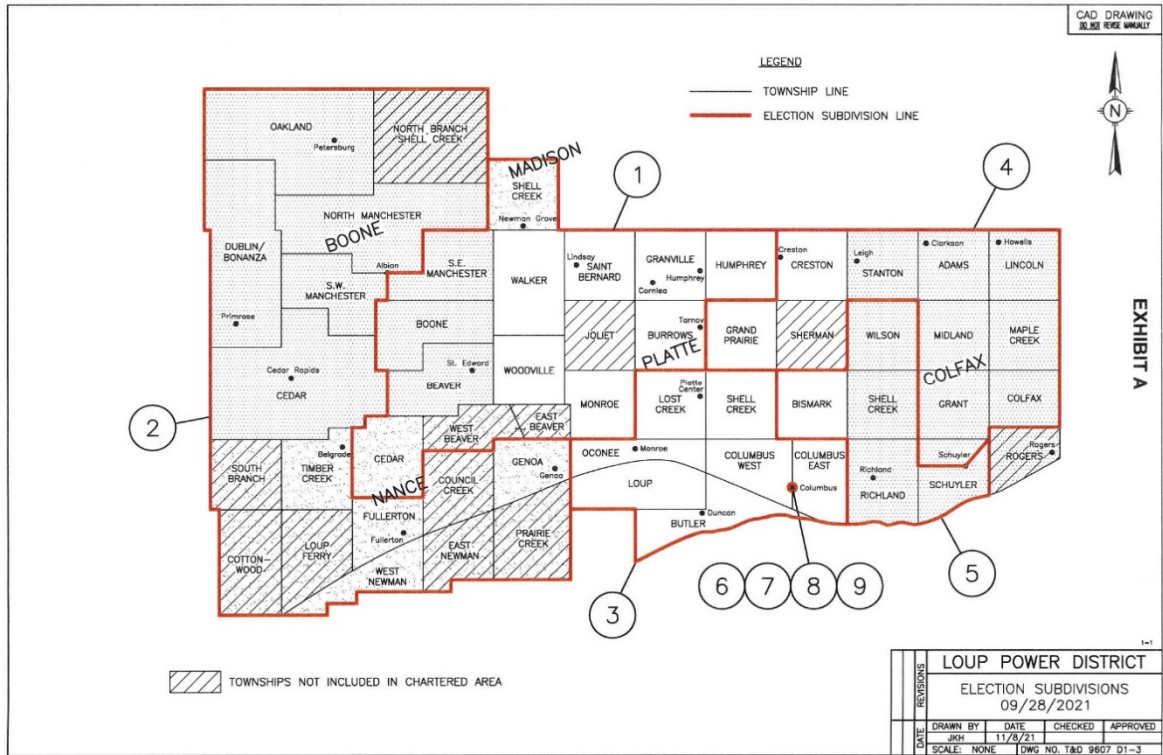 CAD DRAWING
DO NOT REVISE MANUALLY
LEGEND
TOWNSHIP LINE
ELECTION SUBDIVISION LINE
N
EXHIBIT A
OAKLAND
Petersburg
NORTH BRANCH
SHELL CREEK
MADISON
SHELL
CREEK
Newman Grove
1
4
NORTH MANCHESTER
BOONE
DUBLIN/
BONANZA
Albion
S.W.
MANCHESTER
Primrose
S.E.
MANCHESTER
WALKER
Lindsay
SAINT
BERNARD
GRANVILLE
Humphrey
Cornlea
HUMPHREY
Creston
CRESTON
Leigh
STANTON
Clarkson
ADAMS
Howells
LINCOLN
BOONE
JOLIET
Tarnov
BURROWS
PLATTE
GRAND
PRAIRIE
SHERMAN
WILSON
MIDLAND
MAPLE
CREEK
COLFAX
Cedar Rapids
CEDAR
St. Edward
BEAVER
WOODVILLE
MONROE
Platte
Center
LOST
CREEK
SHELL
CREEK
BISMARK
SHELL
CREEK
GRANT
COLFAX
2
WEST
BEAVER
EAST
BEAVER
SOUTH
BRANCH
Belgrade
TIMBER
CREEK
CEDAR
NANCE
COUNCIL
CREEK
GENOA
Genoa
OCONEE
Monroe
LOUP
COLUMBUS
WEST
COLUMBUS
EAST
Columbus
Richland
RICHLAND
Schuyler
SCHUYLER
Rogers
ROGERS
COTTON-
WOOD
LOUP
FERRY
FULLERTON
Fullerton
WEST
NEWMAN
EAST
NEWMAN
PRAIRIE
CREEK
Duncan
BUTLER
3
6
7
8
9
5
TOWNSHIPS NOT INCLUDED IN CHARTERED AREA
1-1
REVISIONS
DATE
LOUP POWER DISTRICT
ELECTION SUBDIVISIONS
09/28/2021
DRAWN BY DATE CHECKED APPROVED
JKH 11/8/21
SCALE: NONE DWG NO. T&D 9607 D1-3